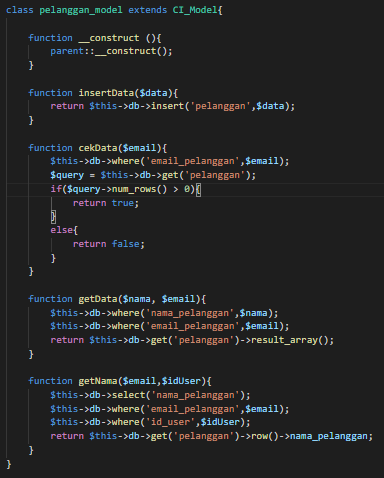 class pelanggan_model extends CI_Model{
function __construct (){
parent::__construct();
}
function insertData($data){
return $this->db->insert('pelanggan',$data);
}
function cekData($email){
$this->db->where('email_pelanggan',$email);
$query = $this->db->get('pelanggan');
if($query->num_rows() > 0){
return true;
}
else{
return false;
}
}
function getData($nama, $email){
$this->db->where('nama_pelanggan',$nama);
$this->db->where('email_pelanggan',$email);
return $this->db->get('pelanggan')->result_array();
}
function getNama($email,$idUser){
$this->db->select('nama_pelanggan');
$this->db->where('email_pelanggan',$email);
$this->db->where('id_user',$idUser);
return $this->db->get('pelanggan')->row()->nama_pelanggan;
}
}